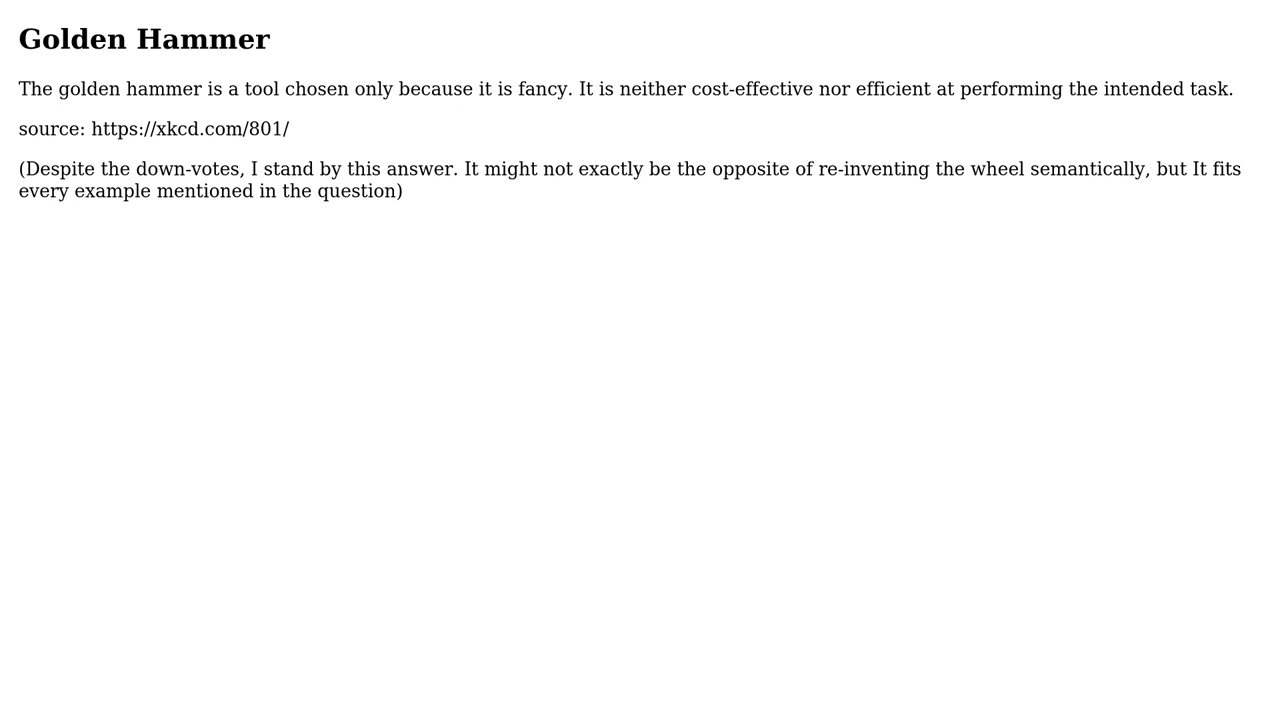 Golden Hammer
The golden hammer is a tool chosen only because it is fancy. It is neither cost-effective nor efficient at performing the intended task.
source: https://xkcd.com/801/
(Despite the down-votes, I stand by this answer. It might not exactly be the opposite of re-inventing the wheel semantically, but It fits
every example mentioned in the question)